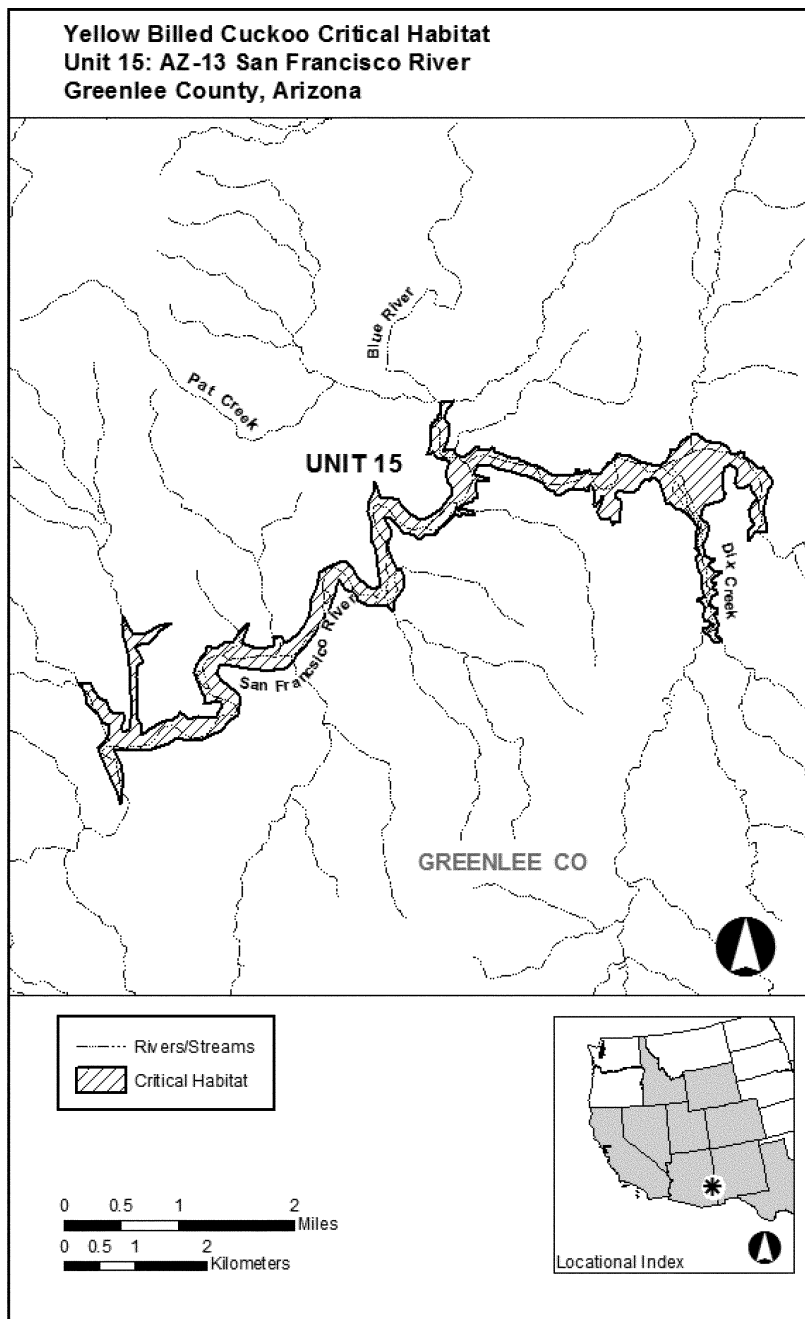 Yellow Billed Cuckoo Critical Habitat
Unit 15: AZ-13 San Francisco River
Greenlee County, Arizona
Blue River
Pat Creek
UNIT 15
Dix Creek
San Francsico River
GREENLEE CO
Rivers/Streams
Critical Habitat
0 0.5 1 2
Miles
0 0.5 1 2
Kilometers
Locational Index